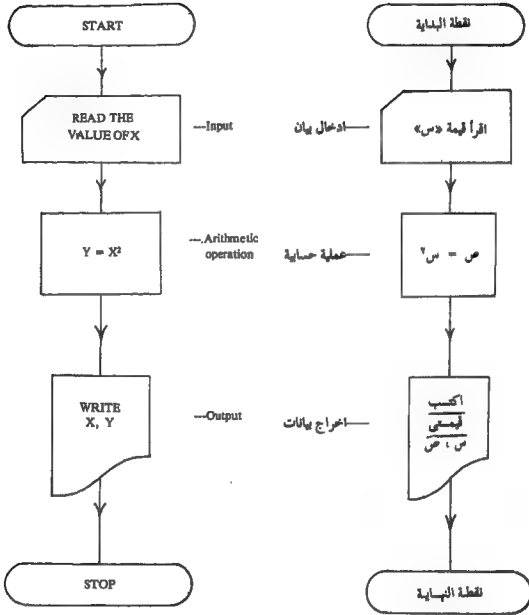 START
READ THE
VALUE OF X
---Input
Y = X²
---Arithmetic
operation
WRITE
X, Y
---Output
STOP
نقطة البداية
اقرأ قيمة «س»
ادخال بيان
ص = س٢
عملية حسابية
اكتب
قيمتى
س ، ص
اخراج بيانات
نقطة النهاية